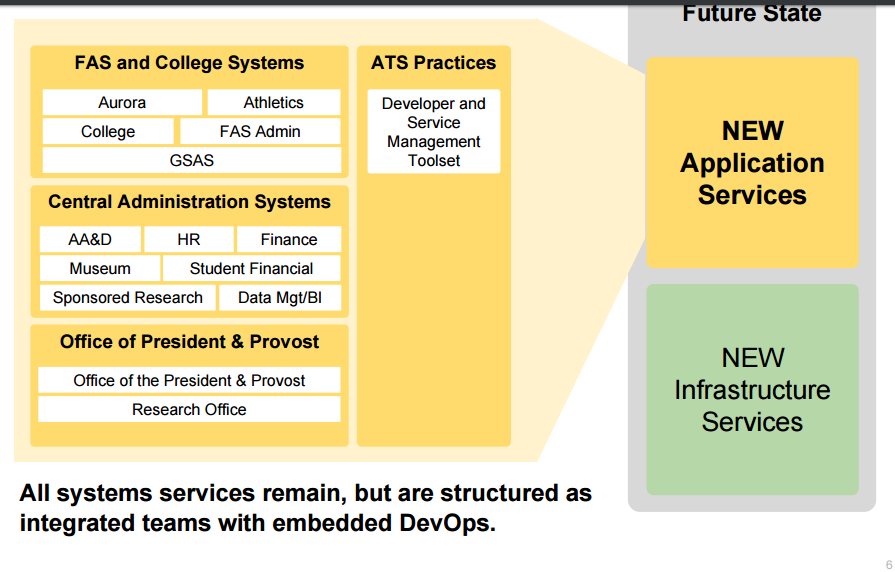 Future State
FAS and College Systems
Aurora
Athletics
College
FAS Admin
GSAS
Central Administration Systems
AA&D
HR
Finance
Museum
Student Financial
Sponsored Research
Data Mgt/BI
Office of President & Provost
Office of the President & Provost
Research Office
ATS Practices
Developer and
Service
Management
Toolset
NEW
Application
Services
NEW
Infrastructure
Services
All systems services remain, but are structured as
integrated teams with embedded DevOps.
6